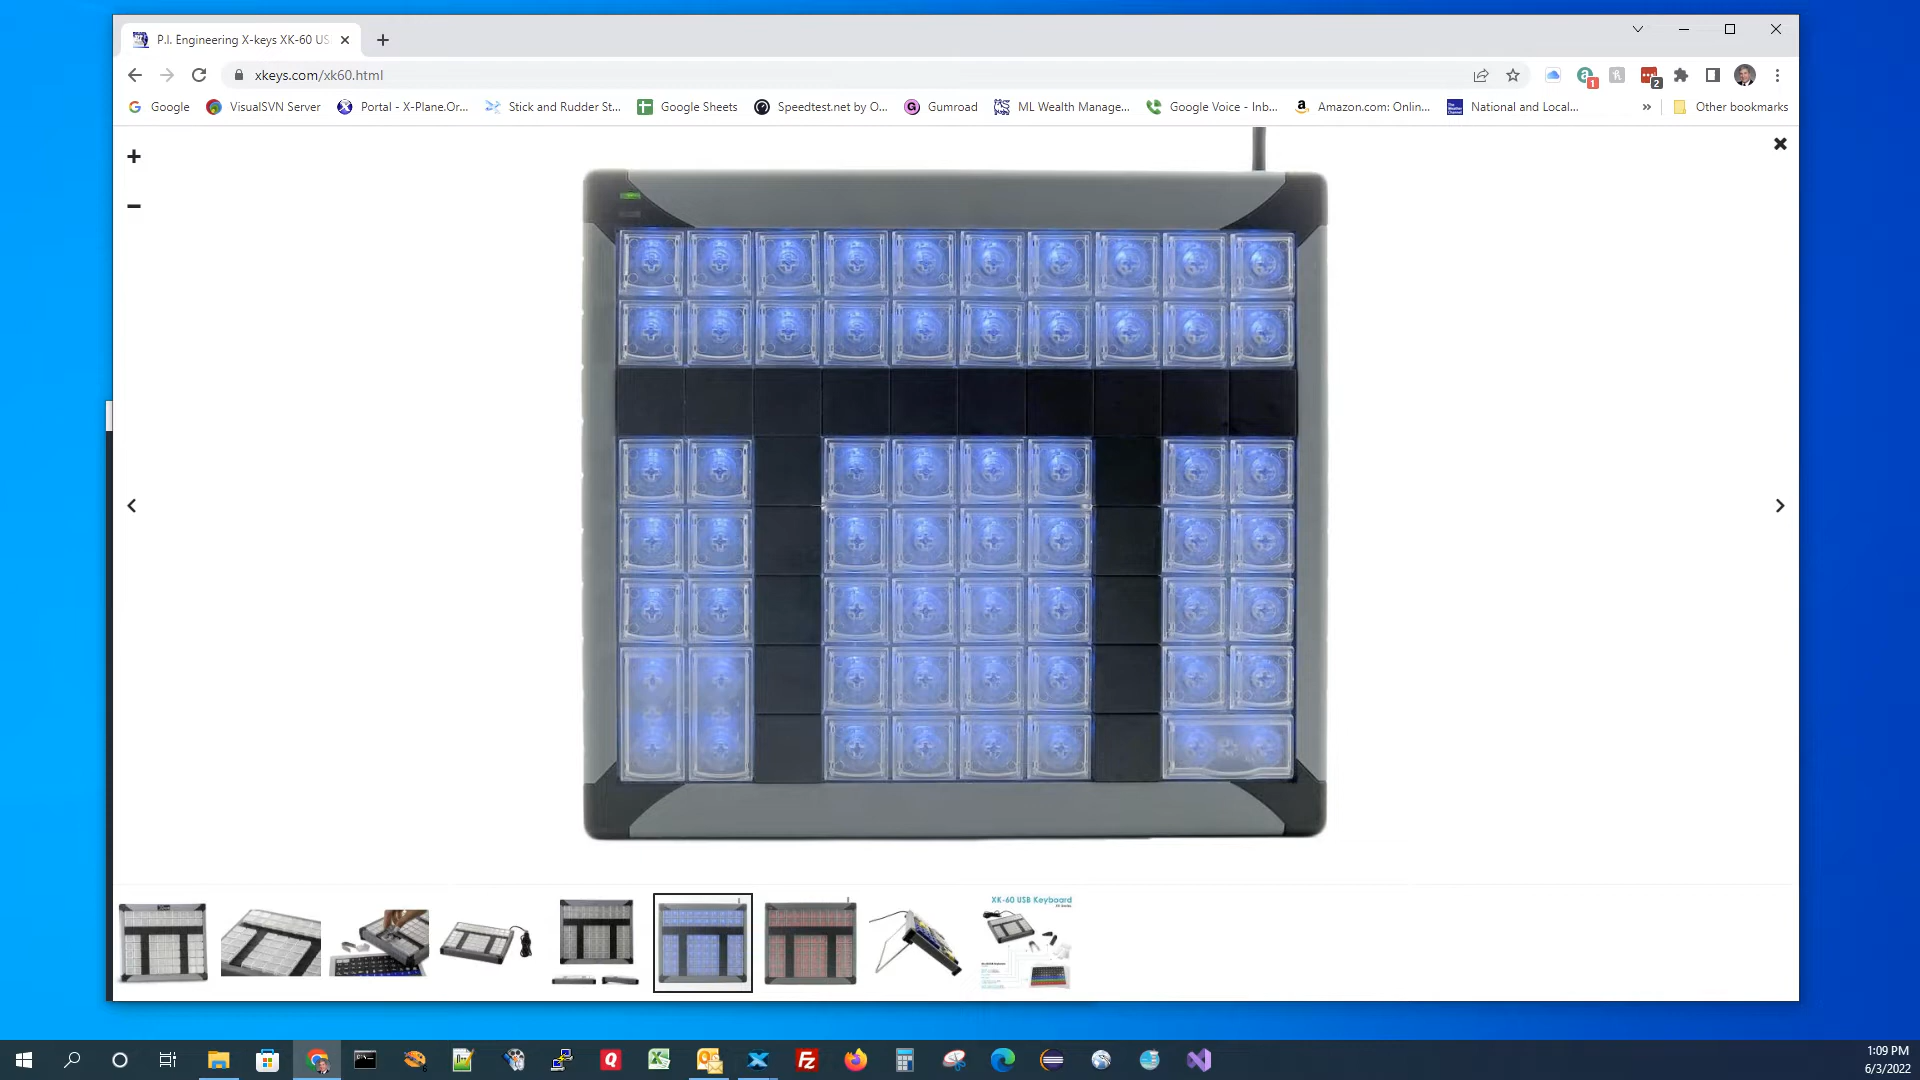 P.I. Engineering X-keys XK-60 US
xkeys.com/xk60.html
1
2
Google
VisualSVN Server
Portal - X-Plane.Or...
Stick and Rudder St...
Google Sheets
Speedtest.net by O...
Gumroad
ML Wealth Manage...
Google Voice - Inb...
Amazon.com: Onlin...
National and Local...
»
Other bookmarks
XK-60 USB Keyboard
1:09 PM
6/3/2022